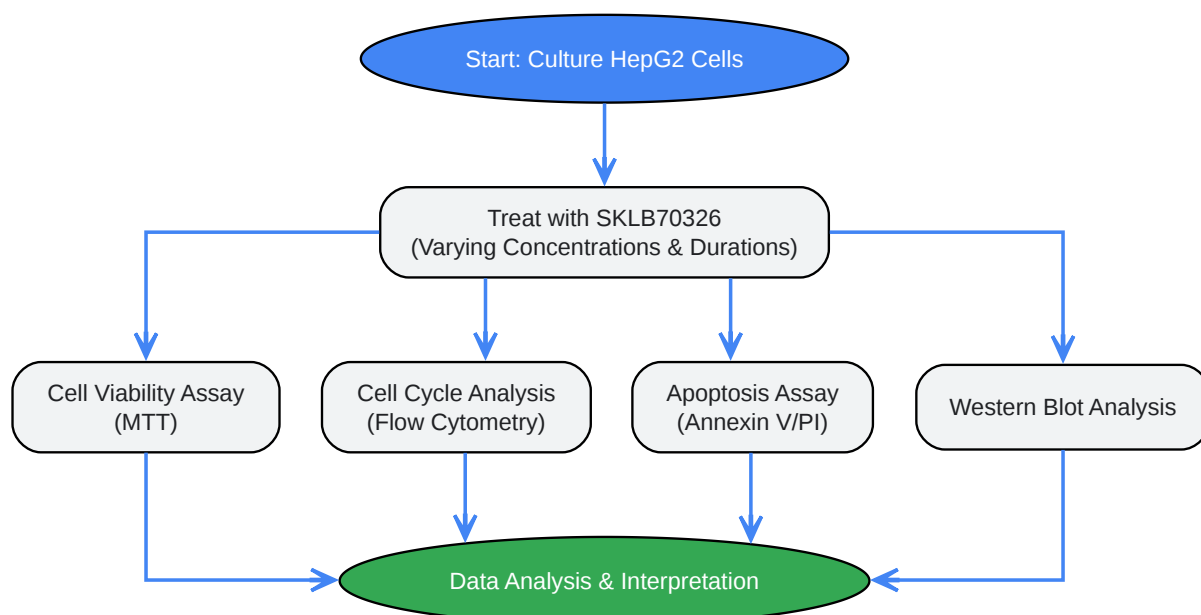 Start: Culture HepG2 Cells
Treat with SKLB70326
(Varying Concentrations & Durations)
Cell Viability Assay
(MTT)
Cell Cycle Analysis
(Flow Cytometry)
Apoptosis Assay
(Annexin V/PI)
Western Blot Analysis
Data Analysis & Interpretation